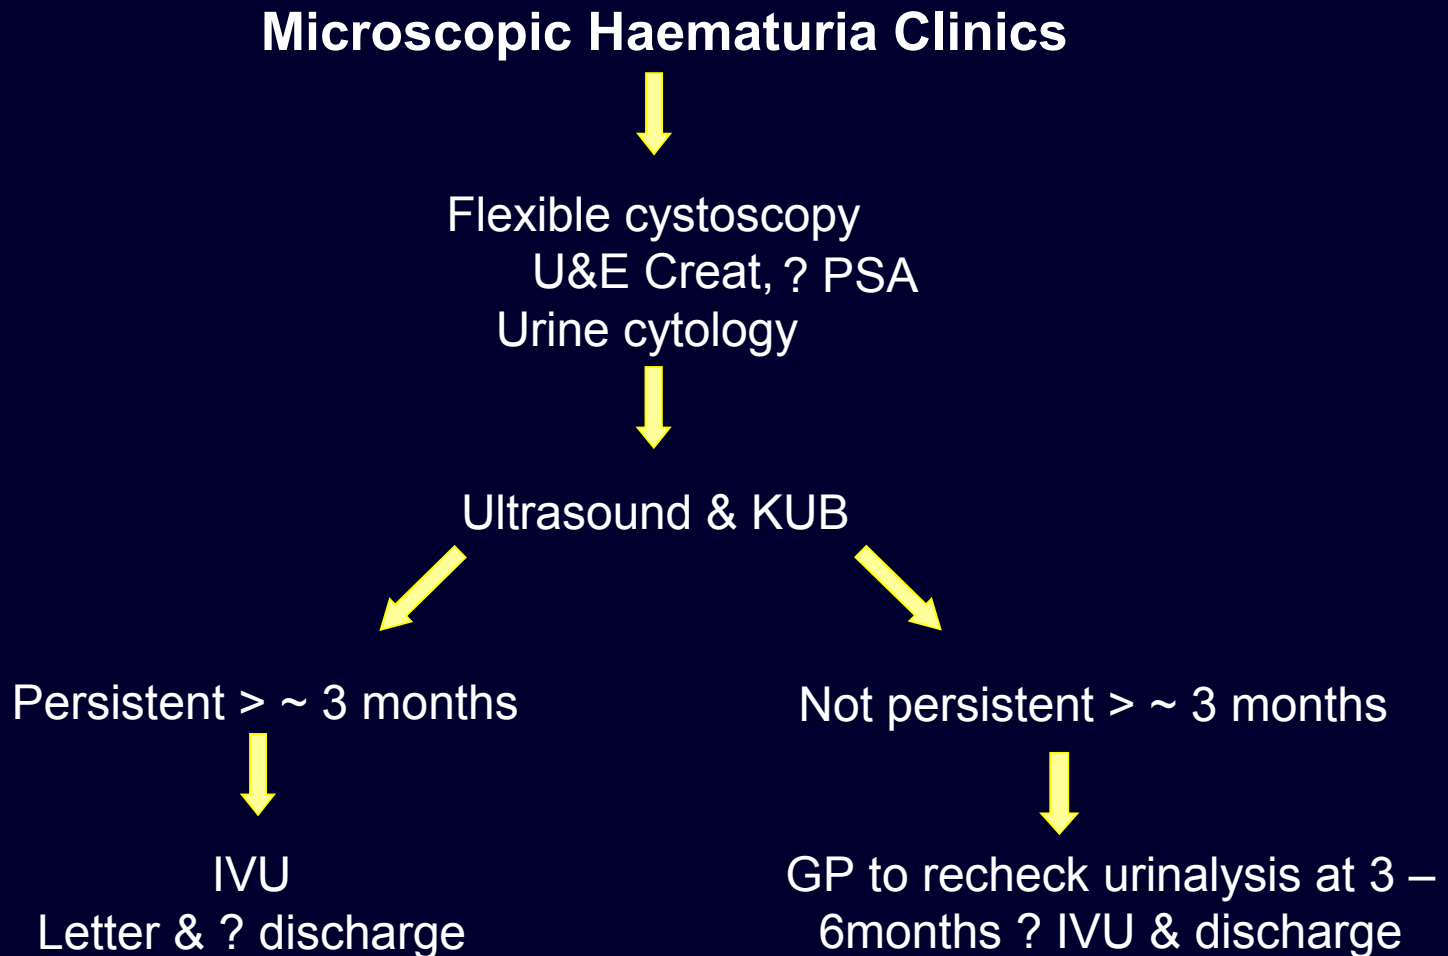 Microscopic Haematuria Clinics
Flexible cystoscopy
U&E Creat, ? PSA
Urine cytology
Ultrasound & KUB
Persistent > ~ 3 months
Not persistent > ~ 3 months
IVU
Letter & ? discharge
GP to recheck urinalysis at 3 –
6months ? IVU & discharge